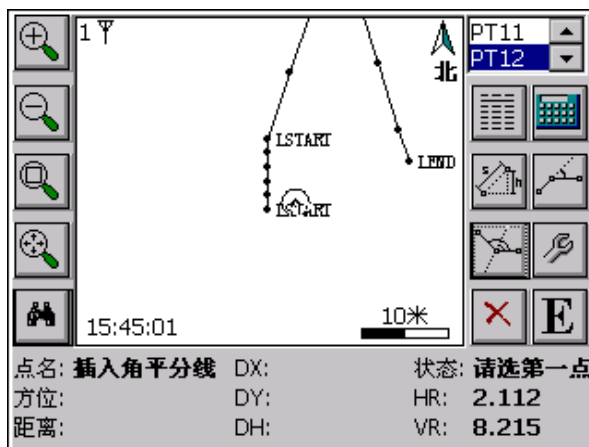 1
北
PT11
PT12
LSTART
LEND
LSTART
15:45:01
10米
s
h
E
点名: 插入角平分线 DX: 状态: 请选第一点
方位: DY: HR: 2.112
距离: DH: VR: 8.215